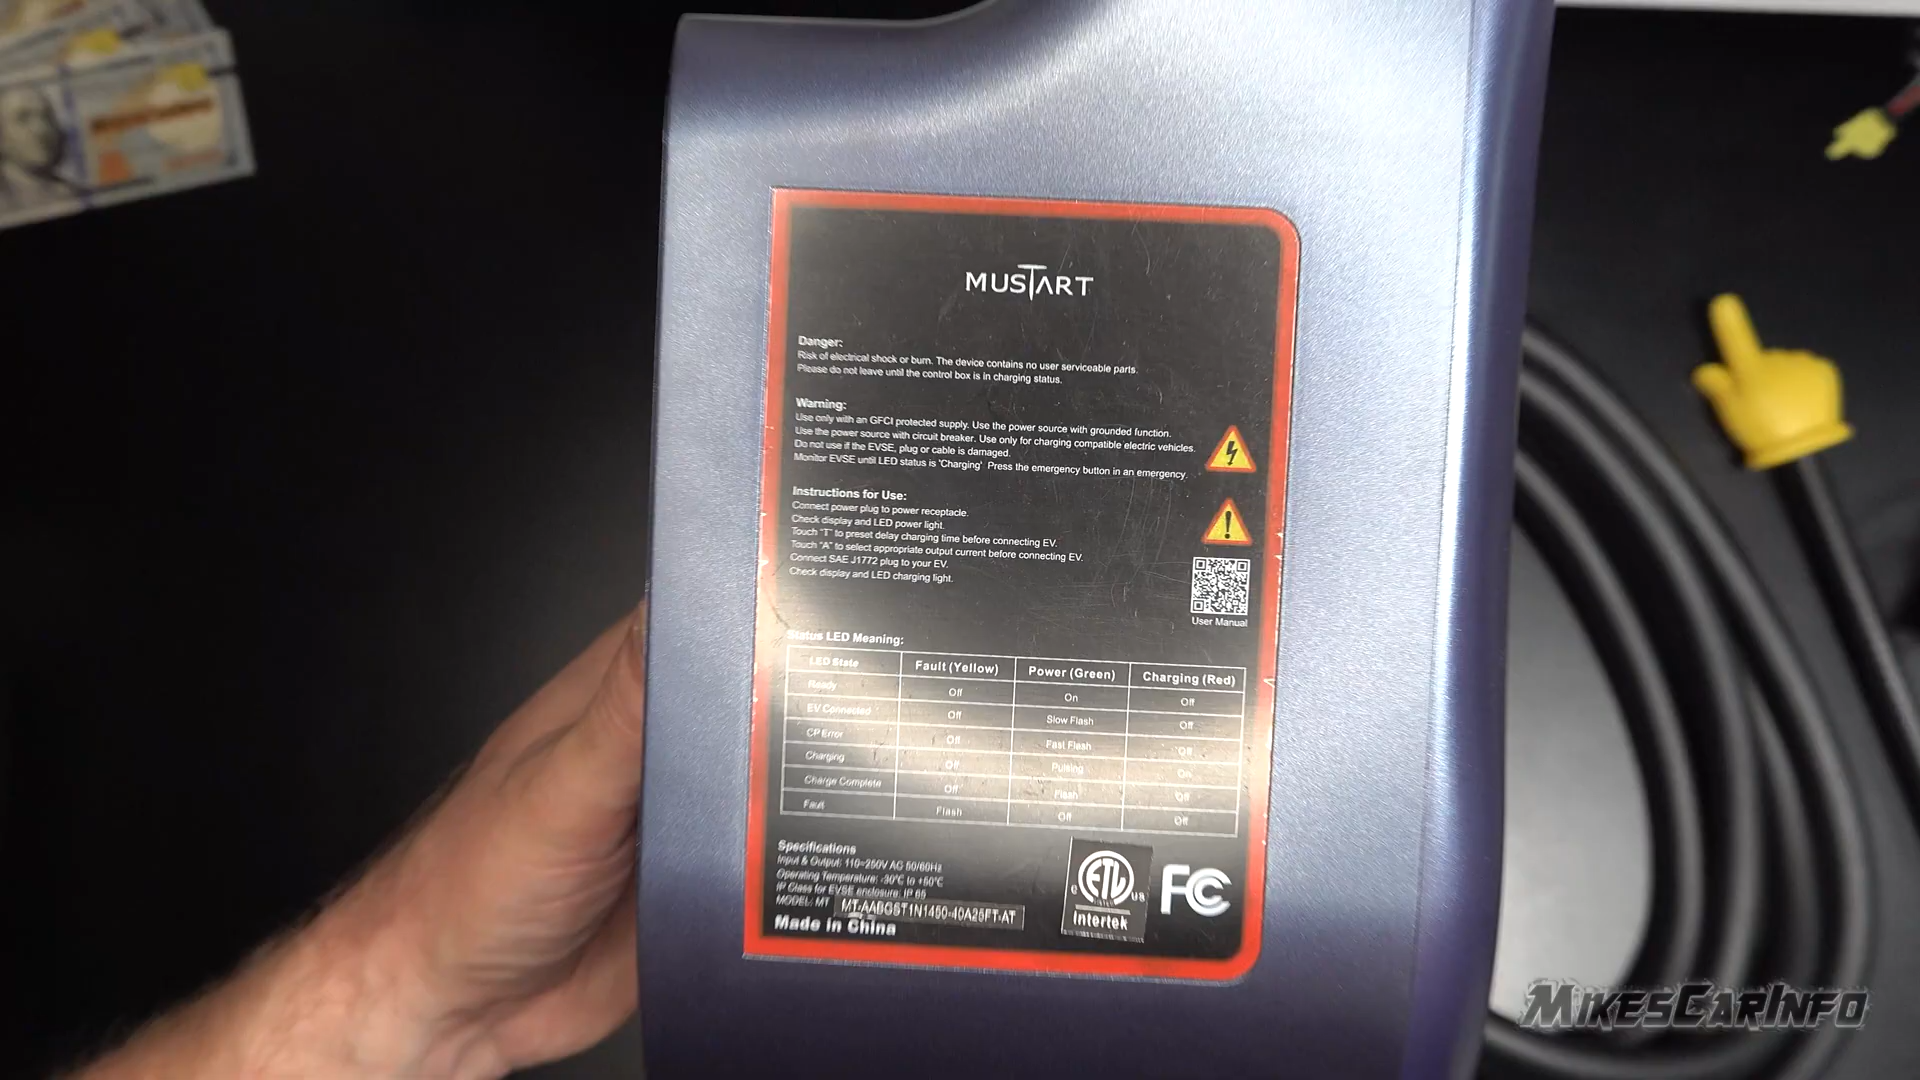 MUSTART
Danger:
Risk of electrical shock or burn. The device contains no user serviceable parts.
Please do not leave until the control box is in charging status.
Warning:
Use only with an GFCI protected supply. Use the power source with grounded function.
Use the power source with circuit breaker. Use only for charging compatible electric vehicles.
Do not use if the EVSE, plug or cable is damaged.
Monitor EVSE until LED status is 'Charging' Press the emergency button in an emergency.
Instructions for Use:
Connect power plug to power receptacle.
Check display and LED power light.
Touch "T" to preset delay charging time before connecting EV.
Touch "A" to select appropriate output current before connecting EV.
Connect SAE J1772 plug to your EV.
Check display and LED charging light.
User Manual
Status LED Meaning:
LED State Fault (Yellow) Power (Green) Charging (Red)
Ready Off On Off
EV Connected Off Slow Flash Off
CP Error Off Fast Flash Off
Charging Off Pulsing On
Charge Complete Off Flash Off
Fault Flash Off Off
Specifications
Input & Output: 110~250V AC 50/60Hz
Operating Temperature: -30°C to +50°C
IP Class for EVSE enclosure: IP 65
MODEL: MT MT-AABGST1N1450-40A25FT-AT
Made in China
c ETL us
Intertek
FC
MIKESCARINFO